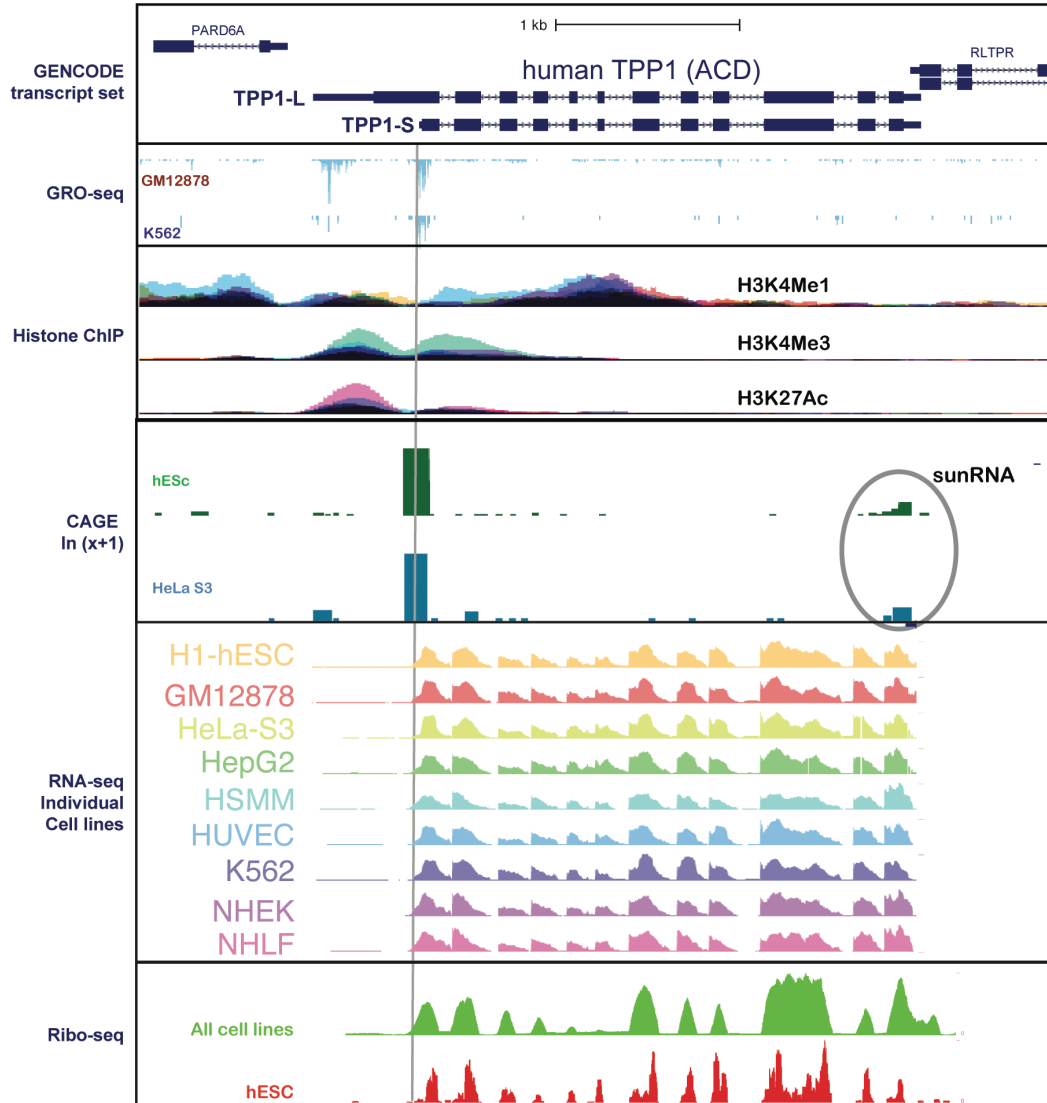 PARD6A
1 kb
RLTPR
GENCODE
transcript set
human TPP1 (ACD)
TPP1-L
TPP1-S
GRO-seq
GM12878
K562
H3K4Me1
Histone ChIP
H3K4Me3
H3K27Ac
hESc
sunRNA
CAGE
ln (x+1)
HeLa S3
H1-hESC
GM12878
HeLa-S3
HepG2
RNA-seq
Individual
Cell lines
HSMM
HUVEC
K562
NHEK
NHLF
Ribo-seq
All cell lines
0
hESC
0